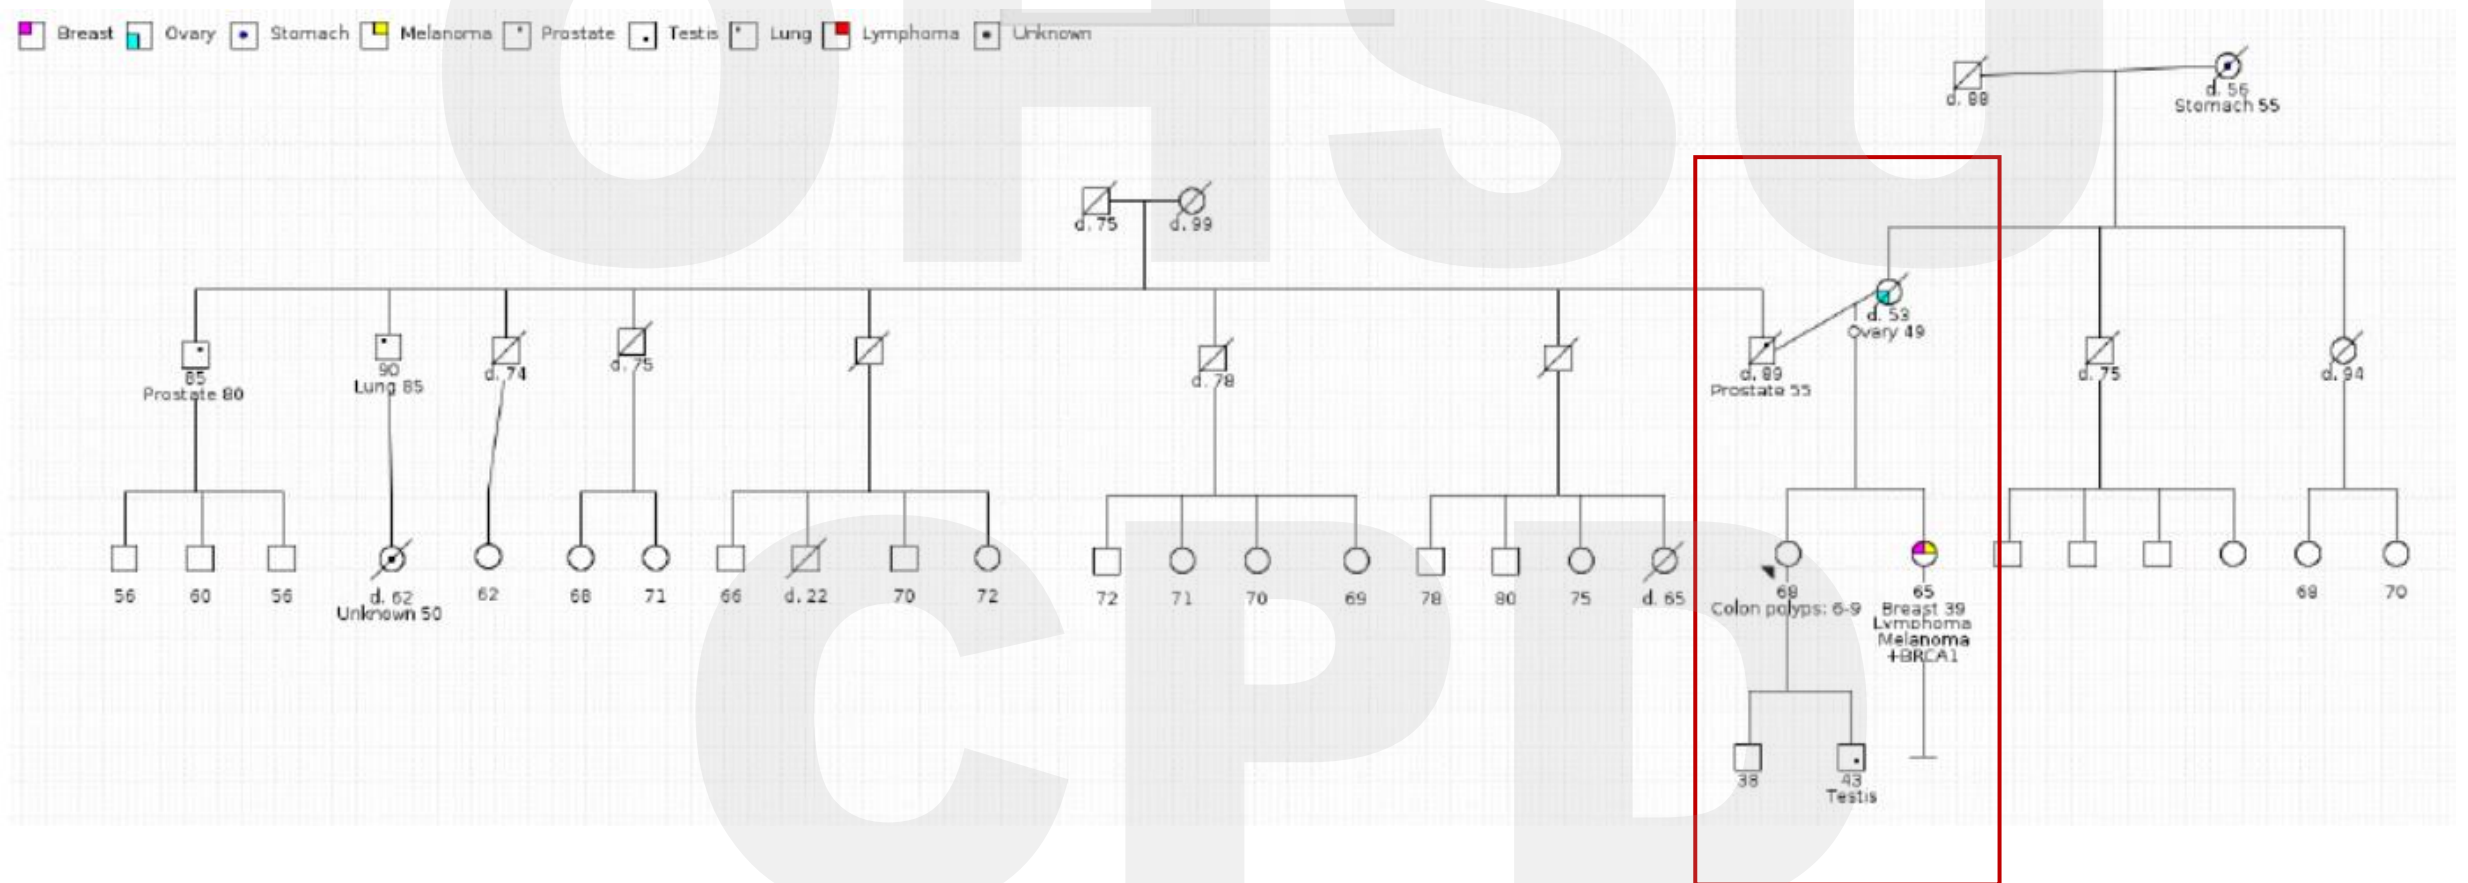 Breast Ovary Stomach Melanoma Prostate Testis Lung Lymphoma Unknown
OHSU
d. 88
d. 56
Stomach 55
d. 75
d. 99
d. 53
Ovary 49
85
Prostate 80
90
Lung 85
d. 74
d. 75
d. 78
d. 89
Prostate 55
d. 75
d. 94
56
60
56
d. 62
Unknown 50
62
68
71
66
d. 22
70
72
72
71
70
69
78
80
75
d. 65
68
Colon polyps: 6-9
65
Breast 39
Lymphoma
Melanoma
+BRCA1
69
70
CPD
38
43
Testis